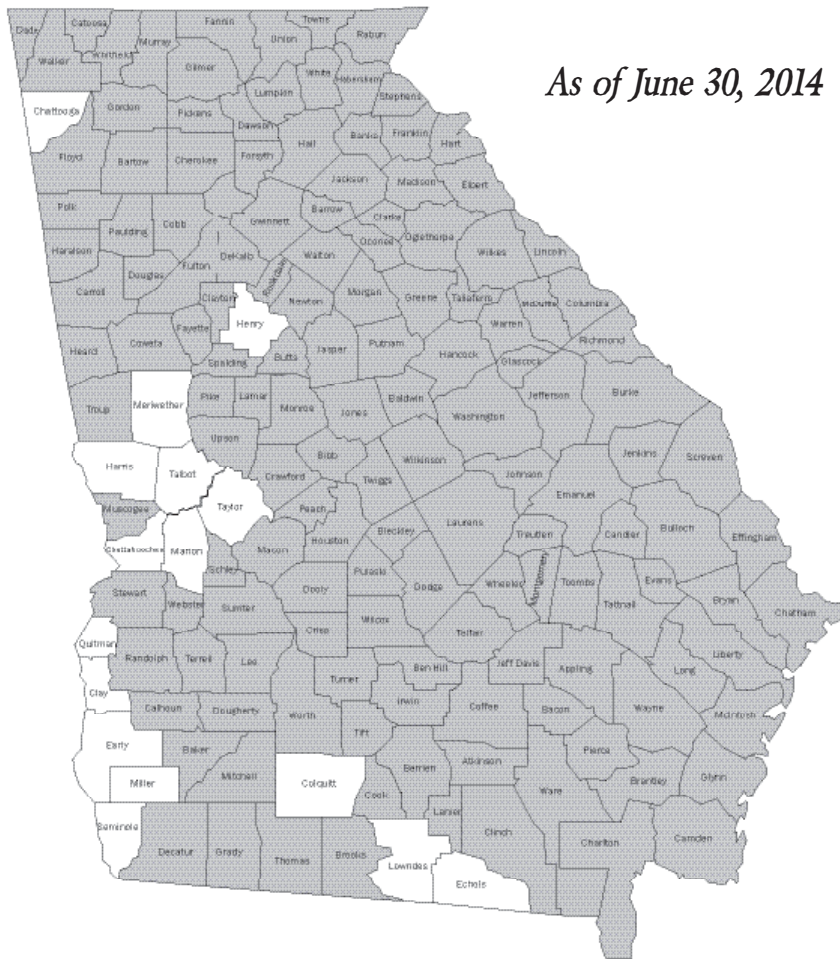 Dade
Catoosa
Fannin
Towns
Rabun
Union
Murray
Whitfield
Walker
Gilmer
White
Habersham
As of June 30, 2014
Lumpkin
Stephens
Chattooga
Gordon
Pickens
Dawson
Hall
Banks
Franklin
Hart
Floyd
Bartow
Cherokee
Forsyth
Jackson
Madison
Elbert
Polk
Cobb
Gwinnett
Barrow
Clarke
Paulding
Oconee
Oglethorpe
Haralson
Fulton
DeKalb
Walton
Wilkes
Lincoln
Douglas
Rockdale
Carroll
Clayton
Newton
Morgan
Greene
Taliaferro
McDuffie
Columbia
Henry
Fayette
Warren
Heard
Coweta
Spalding
Butts
Jasper
Putnam
Hancock
Glascock
Richmond
Troup
Meriwether
Pike
Lamar
Monroe
Jones
Baldwin
Washington
Jefferson
Burke
Upson
Harris
Talbot
Crawford
Bibb
Twiggs
Wilkinson
Johnson
Jenkins
Screven
Emanuel
Muscogee
Taylor
Peach
Laurens
Chattahoochee
Marion
Macon
Houston
Bleckley
Treutlen
Candler
Bulloch
Effingham
Schley
Pulaski
Stewart
Webster
Sumter
Dooly
Dodge
Wheeler
Montgomery
Toombs
Tattnall
Evans
Bryan
Chatham
Crisp
Wilcox
Telfair
Quitman
Randolph
Terrell
Lee
Turner
Ben Hill
Jeff Davis
Appling
Long
Liberty
Clay
Calhoun
Dougherty
Worth
Irwin
Coffee
Bacon
Wayne
McIntosh
Tift
Early
Baker
Mitchell
Berrien
Atkinson
Pierce
Brantley
Glynn
Miller
Colquitt
Cook
Ware
Seminole
Lanier
Clinch
Charlton
Camden
Decatur
Grady
Thomas
Brooks
Lowndes
Echols